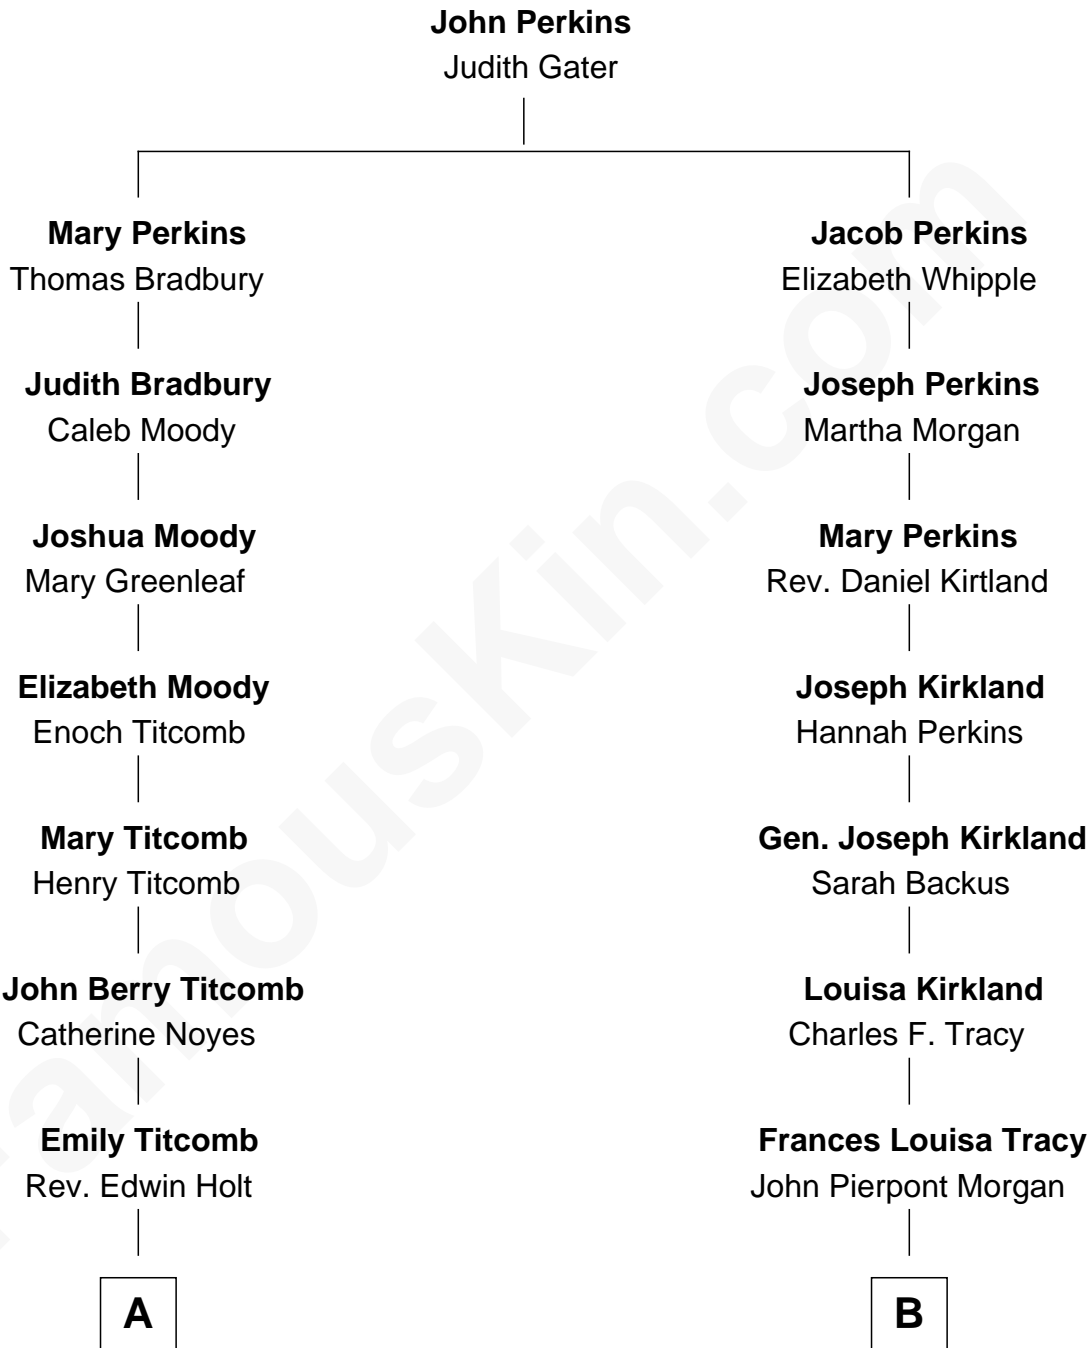 John Perkins
Judith Gater
Mary Perkins
Thomas Bradbury
Jacob Perkins
Elizabeth Whipple
Judith Bradbury
Caleb Moody
Joseph Perkins
Martha Morgan
Joshua Moody
Mary Greenleaf
Mary Perkins
Rev. Daniel Kirtland
Elizabeth Moody
Enoch Titcomb
Joseph Kirkland
Hannah Perkins
Mary Titcomb
Henry Titcomb
Gen. Joseph Kirkland
Sarah Backus
John Berry Titcomb
Catherine Noyes
Louisa Kirkland
Charles F. Tracy
Emily Titcomb
Rev. Edwin Holt
Frances Louisa Tracy
John Pierpont Morgan
A
B
FamousKin.com